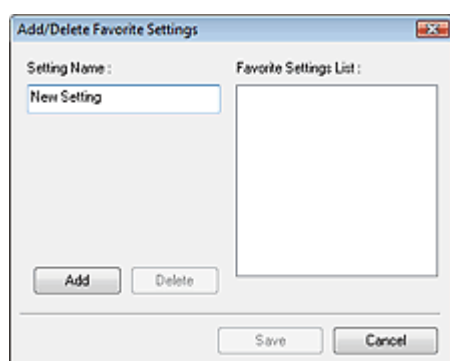 Add/Delete Favorite Settings
Setting Name :
Favorite Settings List :
New Setting
Add
Delete
Save
Cancel